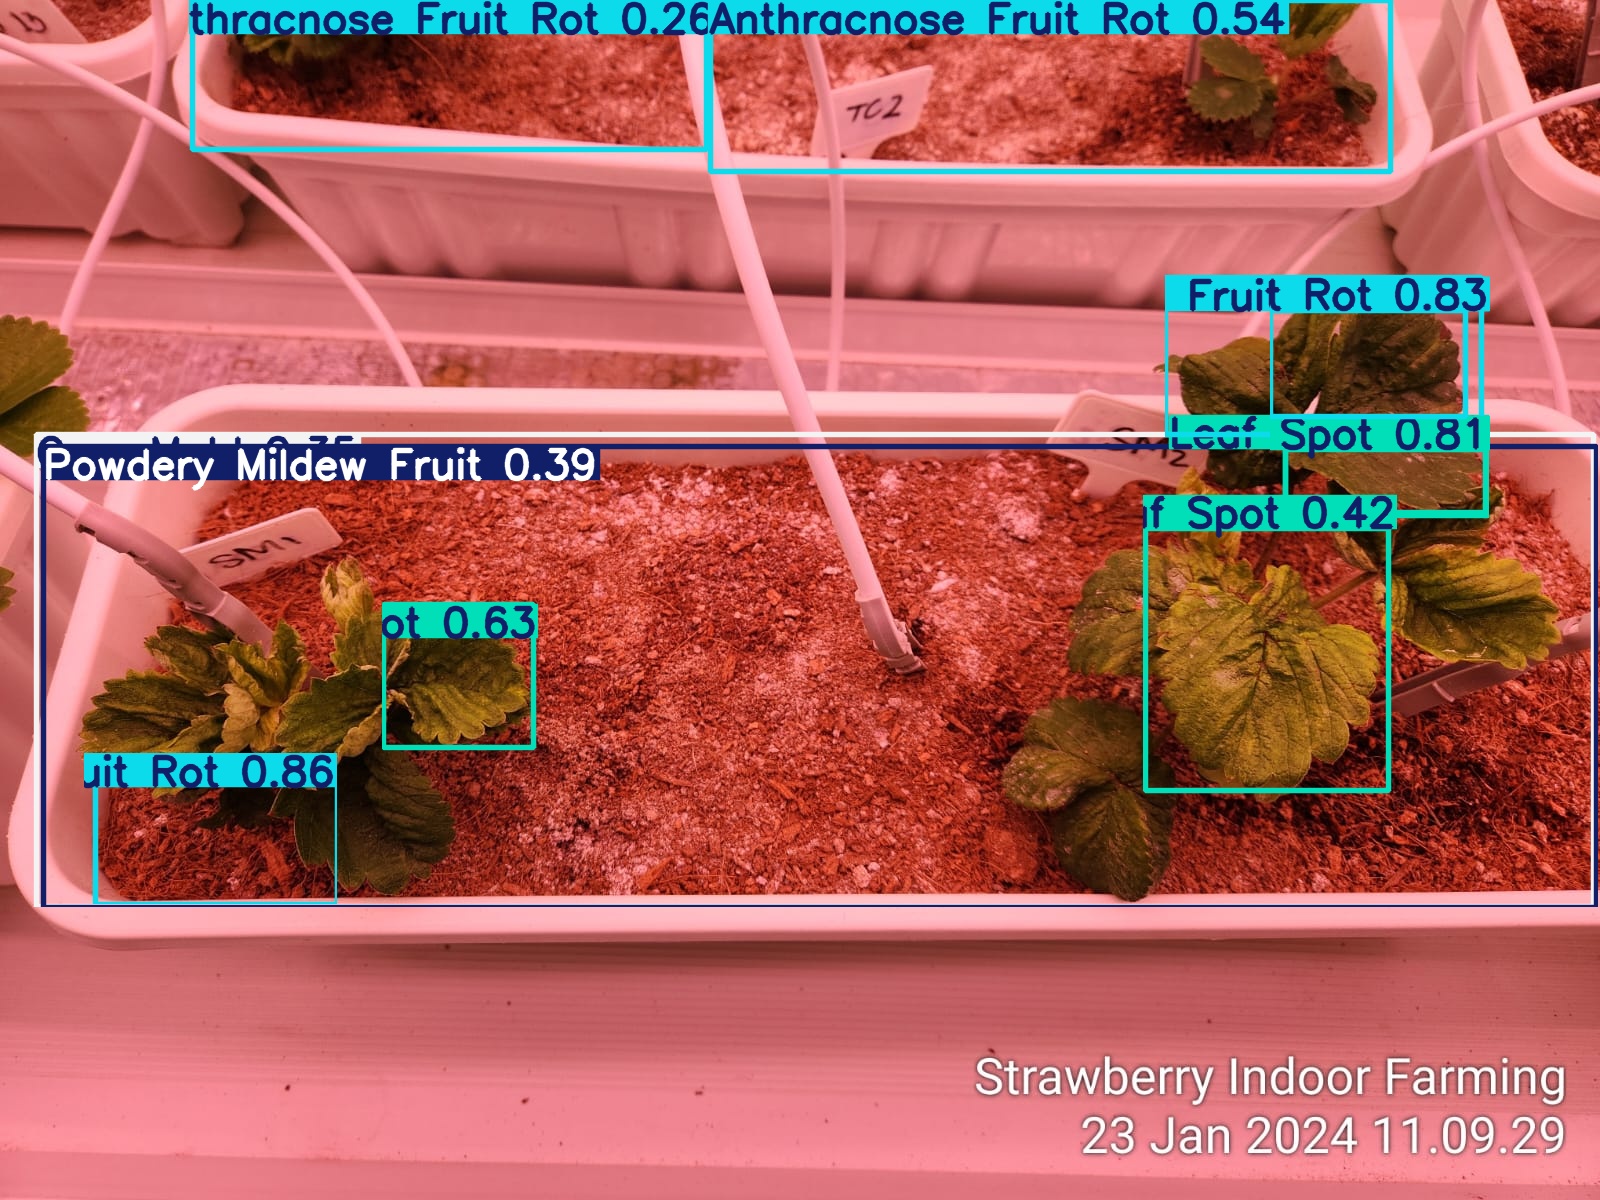 thracnose Fruit Rot 0.26
Anthracnose Fruit Rot 0.54
TC2
Fruit Rot 0.83
Leaf Spot 0.81
SM2
Powdery Mildew Fruit 0.39
f Spot 0.42
SM1
ot 0.63
uit Rot 0.86
Strawberry Indoor Farming
23 Jan 2024 11.09.29